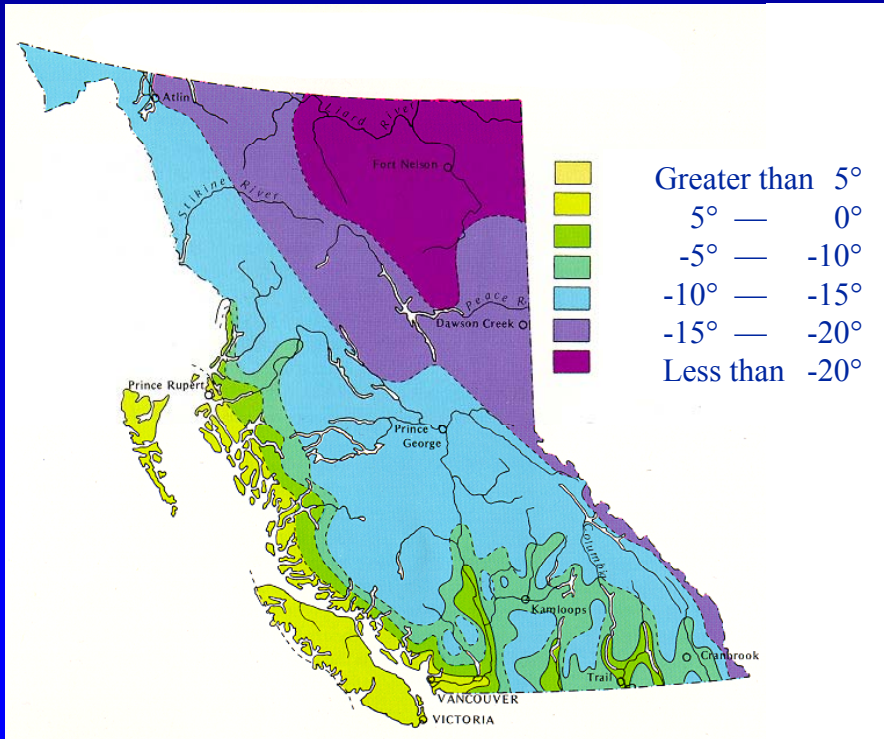 Atlin
Liard River
Fort Nelson
Stikine River
Greater than 5°
5° — 0°
-5° — -10°
-10° — -15°
-15° — -20°
Less than -20°
Peace R
Dawson Creek
Prince Rupert
Prince
George
Columbia
Kamloops
Cranbrook
Trail
VANCOUVER
VICTORIA